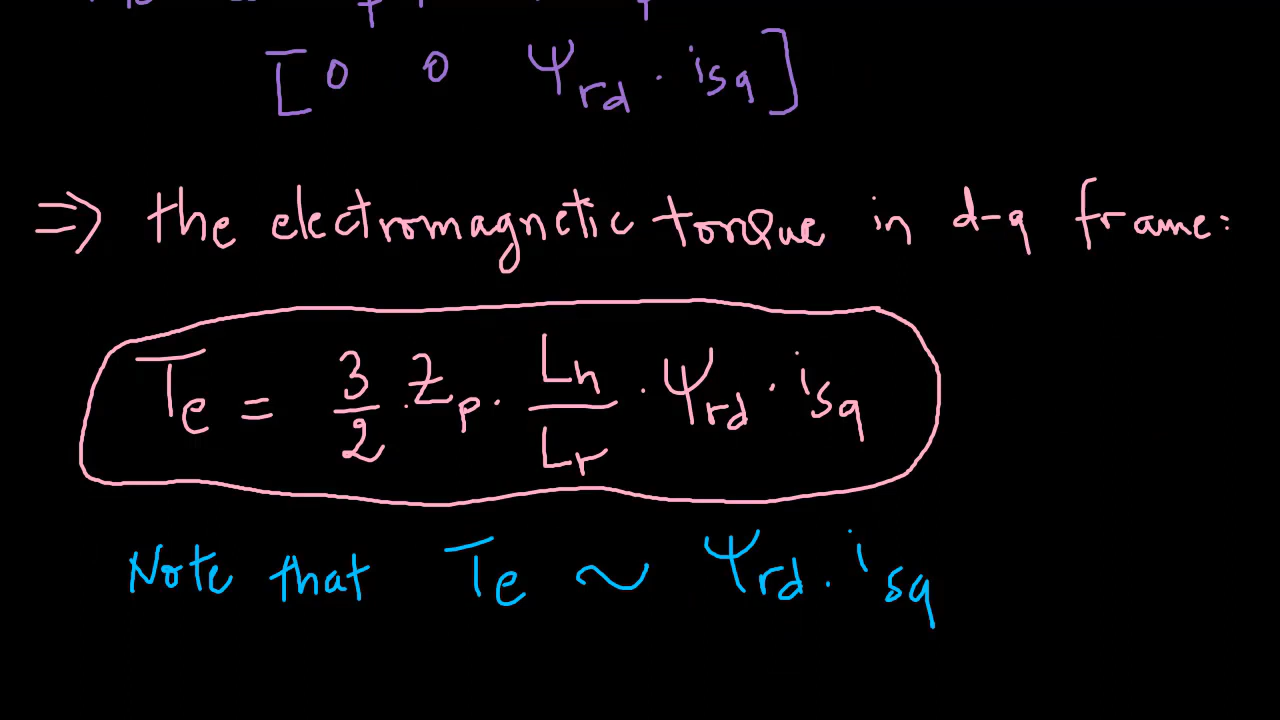 [ 0 0 Ψrd · isq ]
⇒ the electromagnetic torque in d-q frame:
Te = 3/2 · Zp · Lh/Lr · Ψrd · isq
Note that Te ~ Ψrd · isq